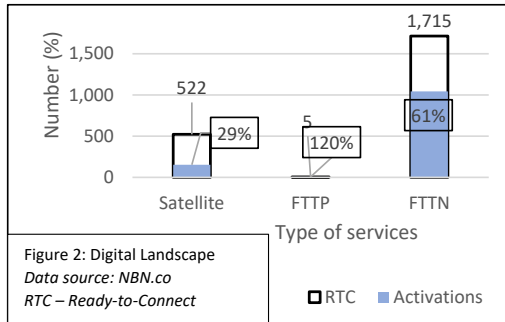 Number (%)
1,500
1,000
500
0
522
29%
5
120%
1,715
61%
Satellite
FTTP
FTTN
Type of services
Figure 2: Digital Landscape
Data source: NBN.co
RTC – Ready-to-Connect
RTC
Activations